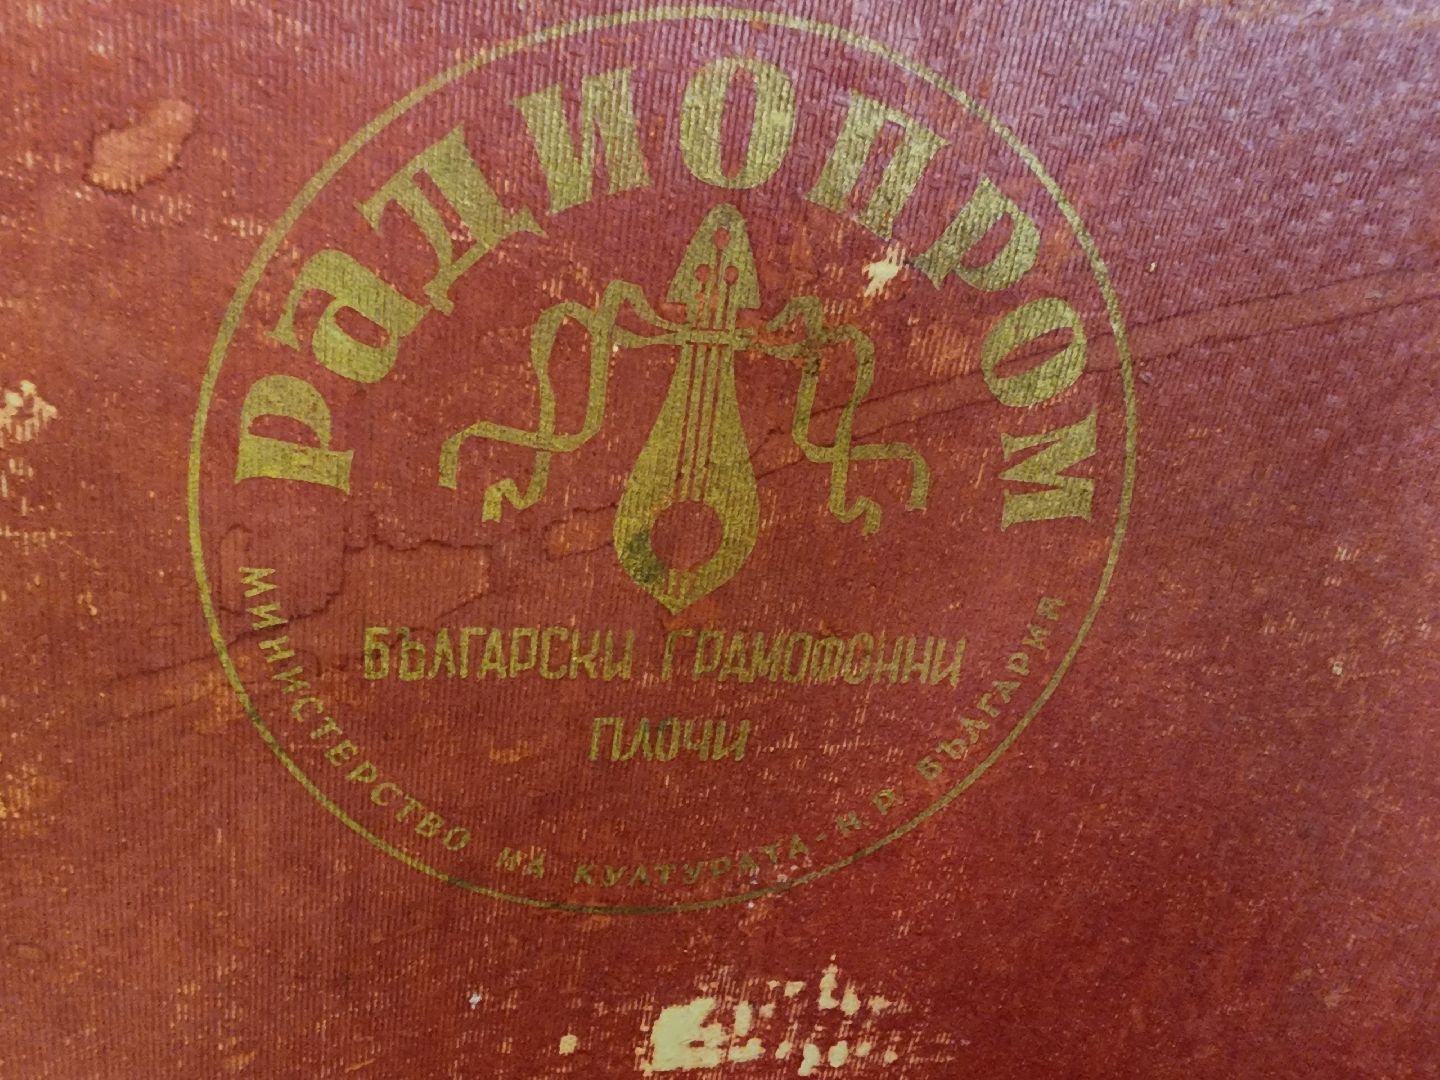 РАДИОПРОМ
БЪЛГАРСКИ ГРАМОФОННИ
ПЛОЧИ
МИНИСТЕРСТВО НА КУЛТУРАТА - Н.Р. БЪЛГАРИЯ